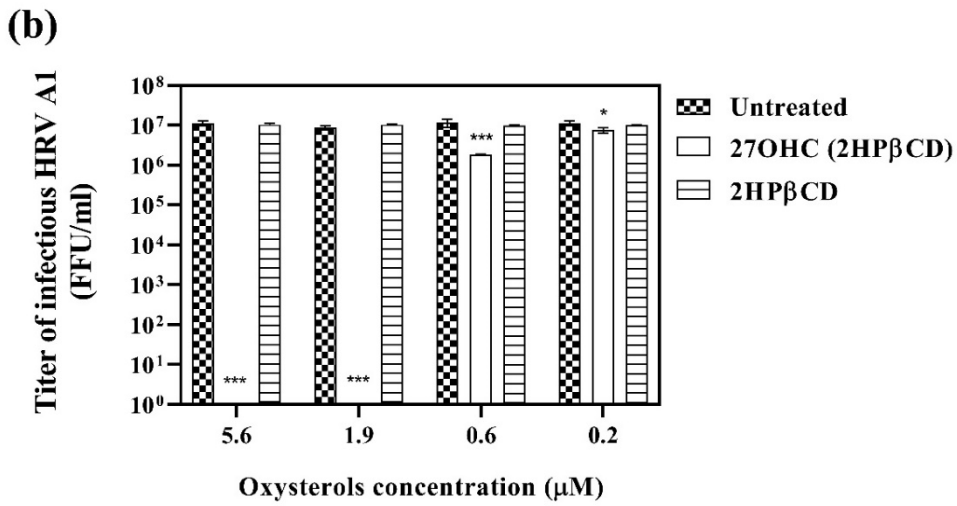 (b)
Titer of infectious HRV A1
(FFU/ml)
10⁸
10⁷
10⁶
10⁵
10⁴
10³
10²
10¹
10⁰
***
***
***
*
5.6 1.9 0.6 0.2
Oxysterols concentration (μM)
Untreated
27OHC (2HPβCD)
2HPβCD